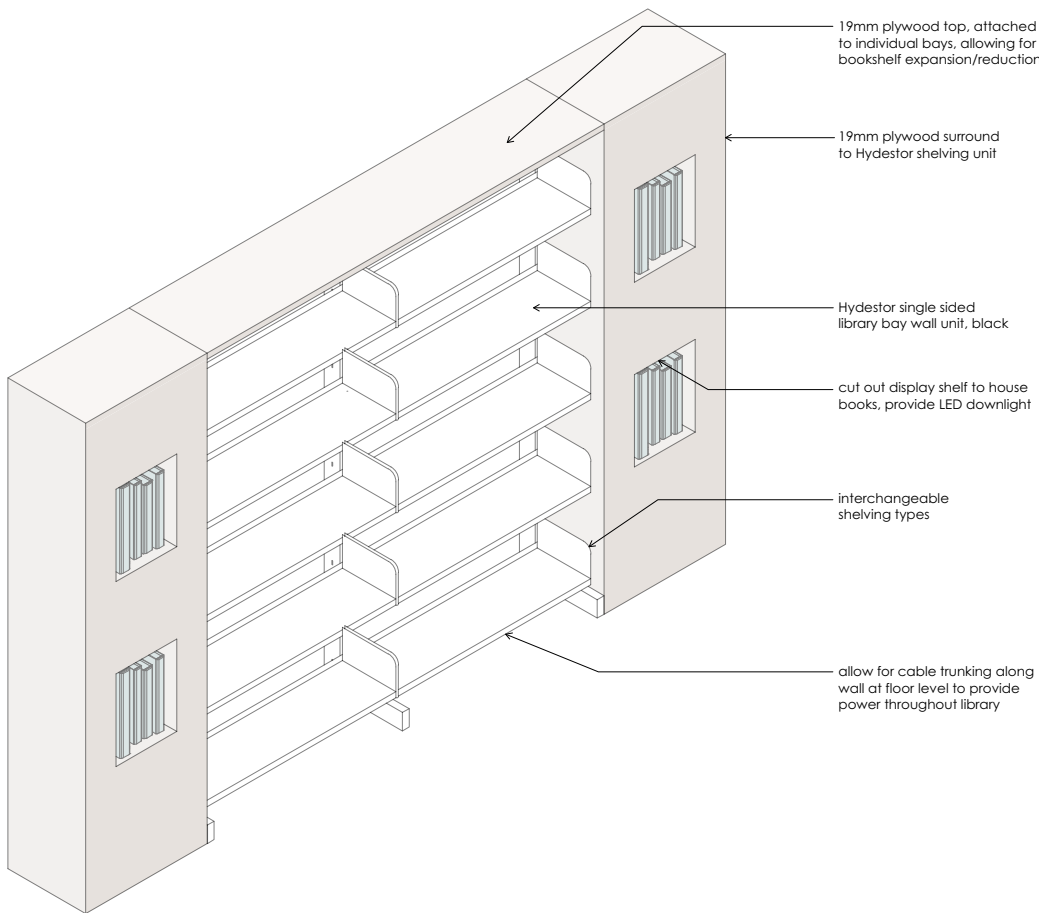 19mm plywood top, attached
to individual bays, allowing for
bookshelf expansion/reduction
19mm plywood surround
to Hydestor shelving unit
Hydestor single sided
library bay wall unit, black
cut out display shelf to house
books, provide LED downlight
interchangeable
shelving types
allow for cable trunking along
wall at floor level to provide
power throughout library